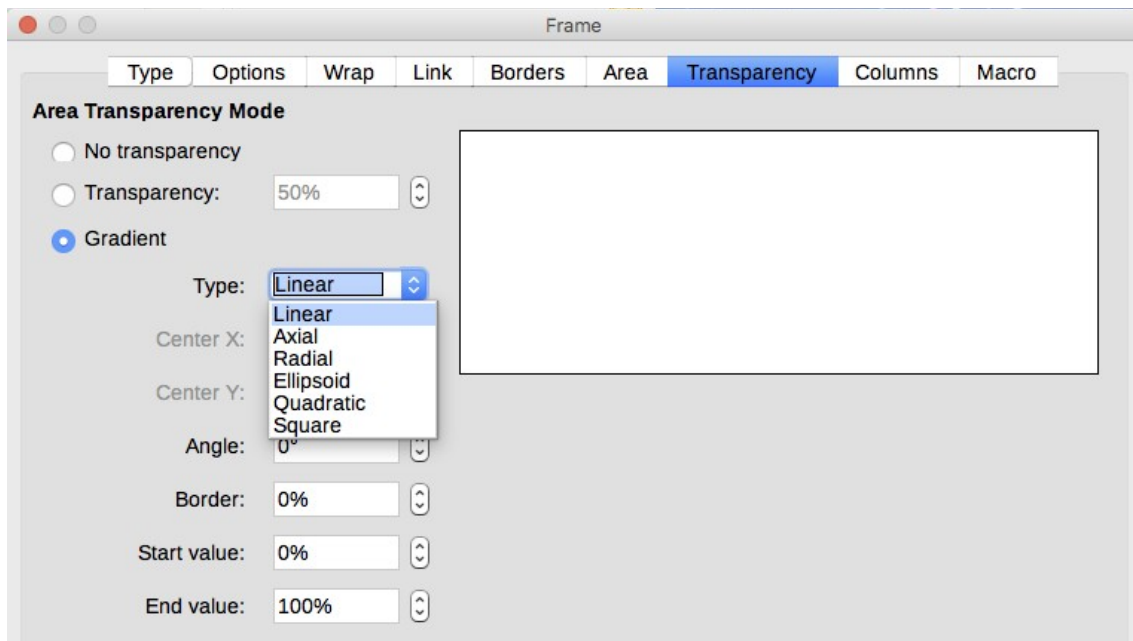 Frame
Type Options Wrap Link Borders Area Transparency Columns Macro
Area Transparency Mode
No transparency
Transparency: 50%
Gradient
Type: Linear
Linear
Center X: Axial
Radial
Ellipsoid
Center Y: Quadratic
Square
Angle: 0°
Border: 0%
Start value: 0%
End value: 100%